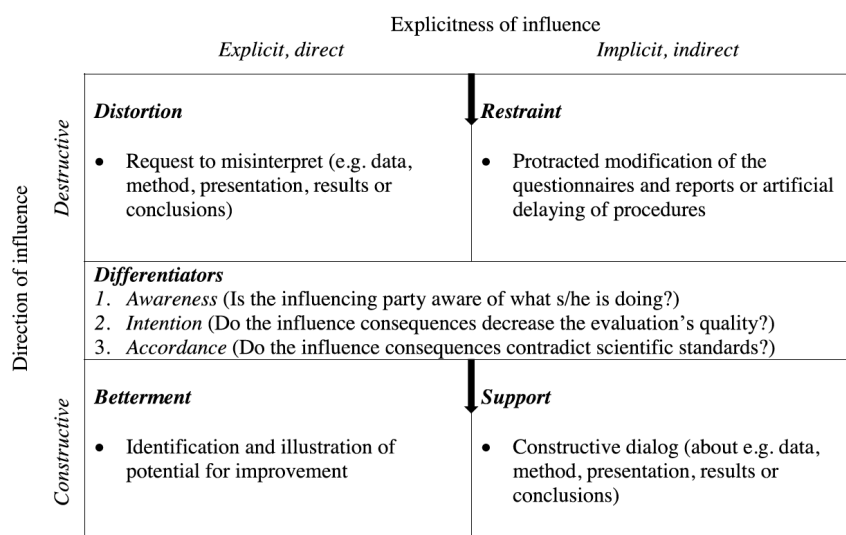 Explicitness of influence
Explicit, direct
Implicit, indirect
Direction of influence
Destructive
Distortion
• Request to misinterpret (e.g. data,
method, presentation, results or
conclusions)
Restraint
• Protracted modification of the
questionnaires and reports or artificial
delaying of procedures
Differentiators
1. Awareness (Is the influencing party aware of what s/he is doing?)
2. Intention (Do the influence consequences decrease the evaluation's quality?)
3. Accordance (Do the influence consequences contradict scientific standards?)
Constructive
Betterment
• Identification and illustration of
potential for improvement
Support
• Constructive dialog (about e.g. data,
method, presentation, results or
conclusions)